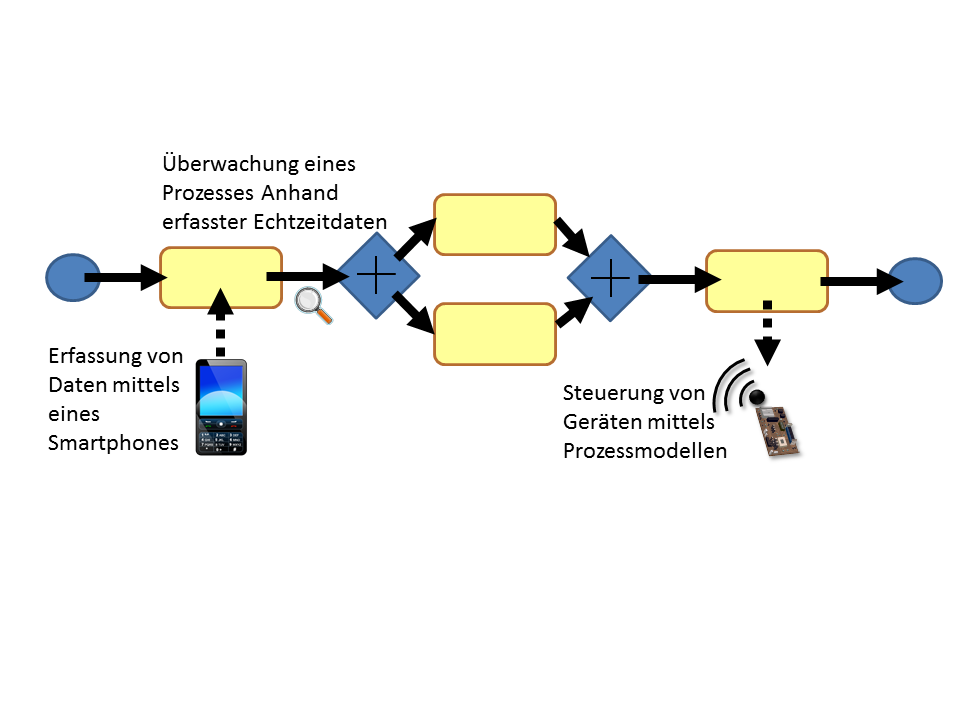 Überwachung eines
Prozesses Anhand
erfasster Echtzeitdaten
Erfassung von
Daten mittels
eines
Smartphones
Steuerung von
Geräten mittels
Prozessmodellen